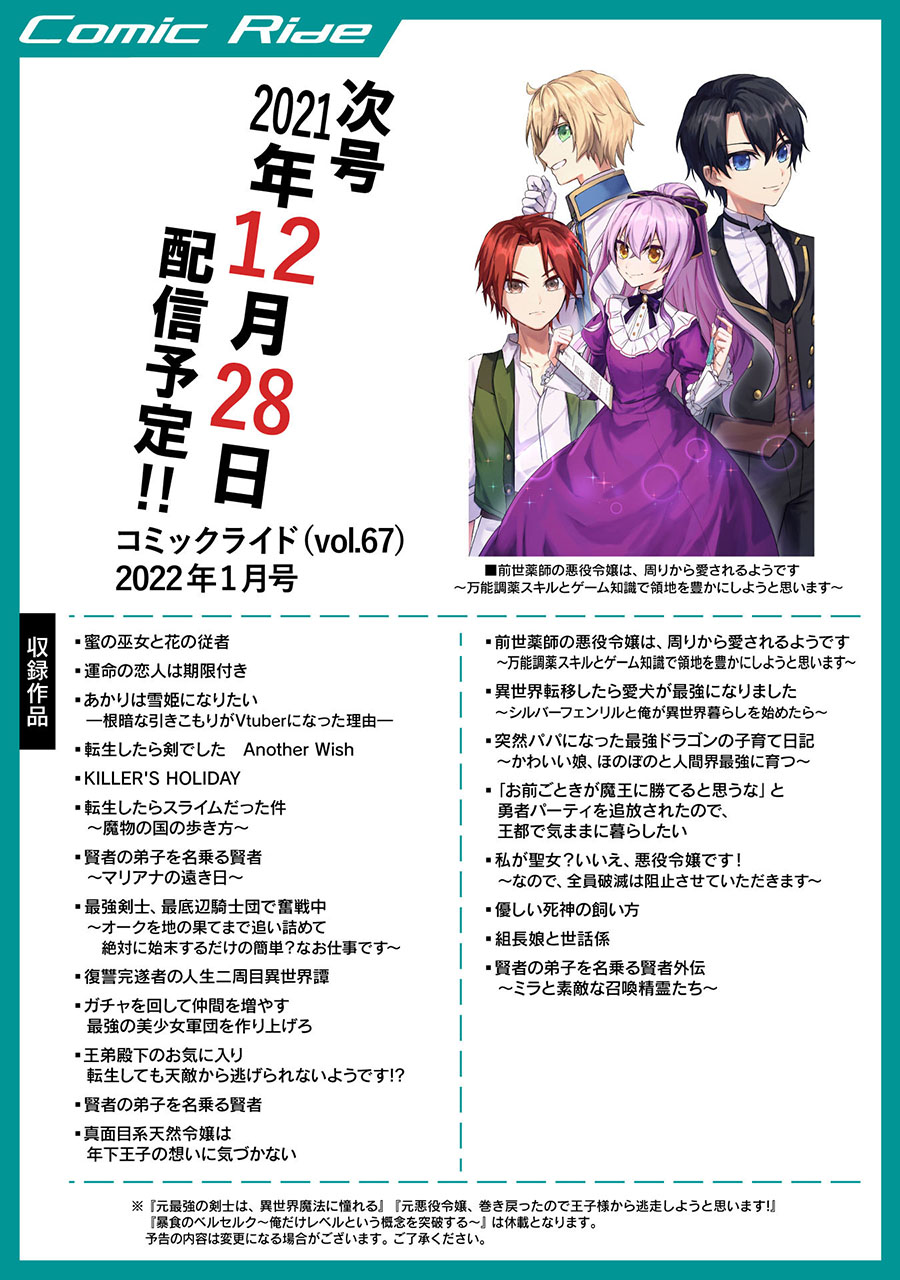 Comic Ride
次号
2021年12月28日
配信予定!!
コミックライド(vol.67)
2022年1月号
■前世薬師の悪役令嬢は、周りから愛されるようです
～万能調薬スキルとゲーム知識で領地を豊かにしようと思います～
収録作品
▪蜜の巫女と花の従者
▪運命の恋人は期限付き
▪あかりは雪姫になりたい
―根暗な引きこもりがVtuberになった理由―
▪転生したら剣でした　Another Wish
▪KILLER'S HOLIDAY
▪転生したらスライムだった件
～魔物の国の歩き方～
▪賢者の弟子を名乗る賢者
～マリアナの遠き日～
▪最強剣士、最底辺騎士団で奮戦中
～オークを地の果てまで追い詰めて
絶対に始末するだけの簡単？なお仕事です～
▪復讐完遂者の人生二周目異世界譚
▪ガチャを回して仲間を増やす
最強の美少女軍団を作り上げろ
▪王弟殿下のお気に入り
転生しても天敵から逃げられないようです!?
▪賢者の弟子を名乗る賢者
▪真面目系天然令嬢は
年下王子の想いに気づかない
▪前世薬師の悪役令嬢は、周りから愛されるようです
～万能調薬スキルとゲーム知識で領地を豊かにしようと思います～
▪異世界転移したら愛犬が最強になりました
～シルバーフェンリルと俺が異世界暮らしを始めたら～
▪突然パパになった最強ドラゴンの子育て日記
～かわいい娘、ほのぼのと人間界最強に育つ～
▪「お前ごときが魔王に勝てると思うな」と
勇者パーティを追放されたので、
王都で気ままに暮らしたい
▪私が聖女？いいえ、悪役令嬢です！
～なので、全員破滅は阻止させていただきます～
▪優しい死神の飼い方
▪組長娘と世話係
▪賢者の弟子を名乗る賢者外伝
～ミラと素敵な召喚精霊たち～
※『元最強の剣士は、異世界魔法に憧れる』『元悪役令嬢、巻き戻ったので王子様から逃走しようと思います!』
『暴食のベルセルク～俺だけレベルという概念を突破する～』は休載となります。
予告の内容は変更になる場合がございます。ご了承ください。